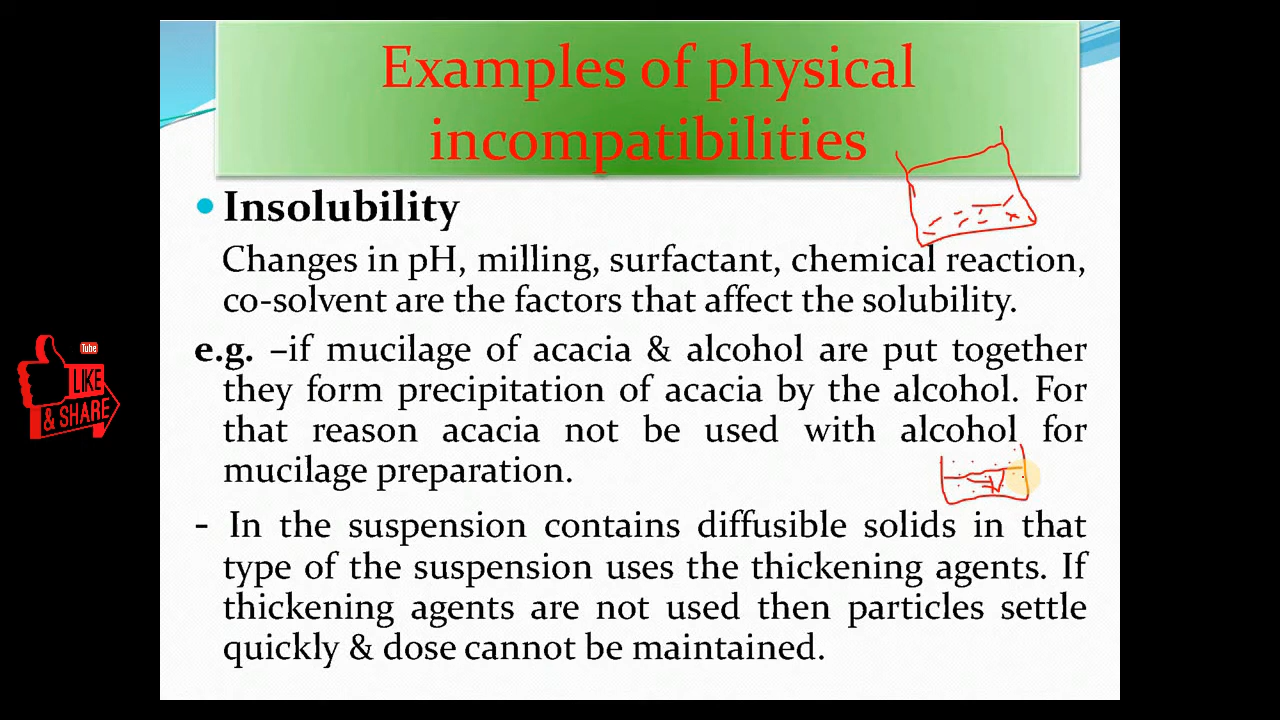 Examples of physical
incompatibilities
• Insolubility
Changes in pH, milling, surfactant, chemical reaction,
co-solvent are the factors that affect the solubility.
e.g. –if mucilage of acacia & alcohol are put together
they form precipitation of acacia by the alcohol. For
that reason acacia not be used with alcohol for
mucilage preparation.
- In the suspension contains diffusible solids in that
type of the suspension uses the thickening agents. If
thickening agents are not used then particles settle
quickly & dose cannot be maintained.
Tube
LIKE
& SHARE